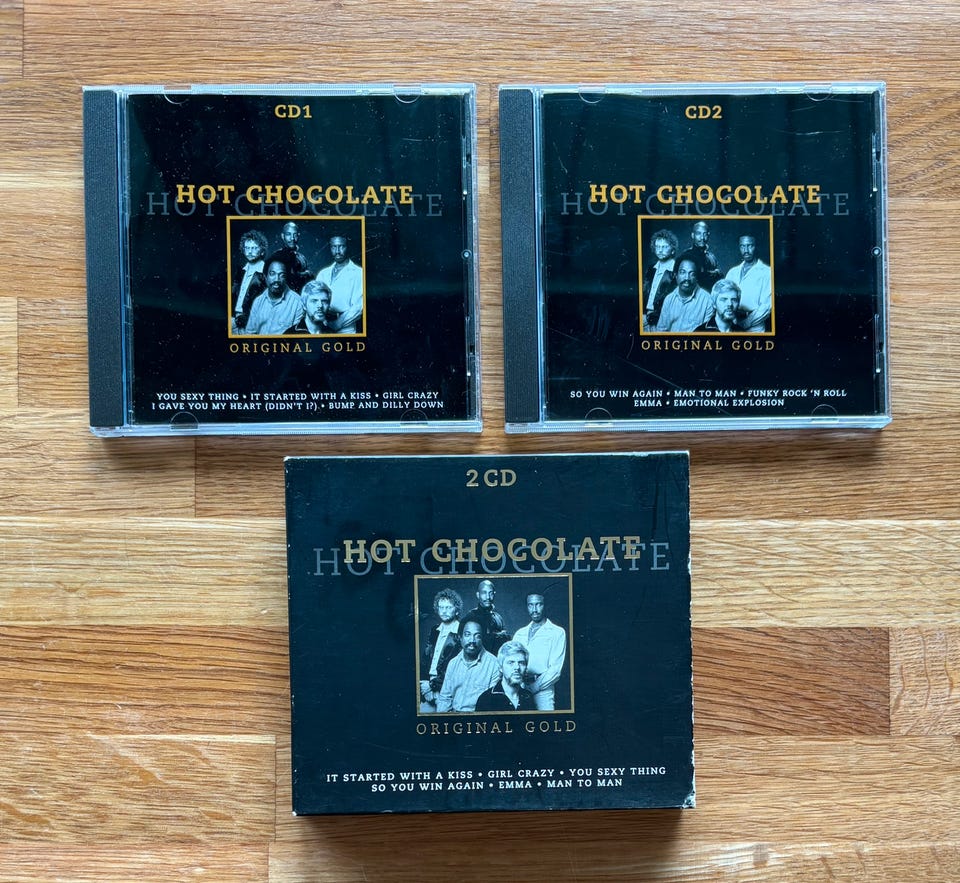 CD1
HOT CHOCOLATE
HOT CHOCOLATE
ORIGINAL GOLD
YOU SEXY THING • IT STARTED WITH A KISS • GIRL CRAZY
I GAVE YOU MY HEART (DIDN'T I?) • BUMP AND DILLY DOWN
CD2
HOT CHOCOLATE
HOT CHOCOLATE
ORIGINAL GOLD
SO YOU WIN AGAIN • MAN TO MAN • FUNKY ROCK 'N ROLL
EMMA • EMOTIONAL EXPLOSION
2 CD
HOT CHOCOLATE
HOT CHOCOLATE
ORIGINAL GOLD
IT STARTED WITH A KISS • GIRL CRAZY • YOU SEXY THING
SO YOU WIN AGAIN • EMMA • MAN TO MAN